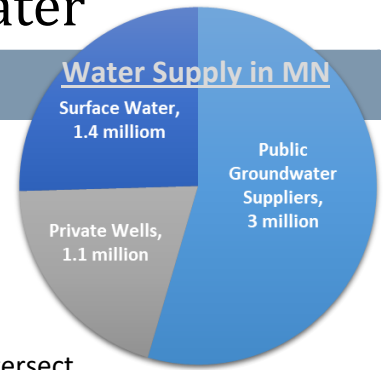 ater
Water Supply in MN
Surface Water,
1.4 milliom
Public
Groundwater
Suppliers,
3 million
Private Wells,
1.1 million
ersect